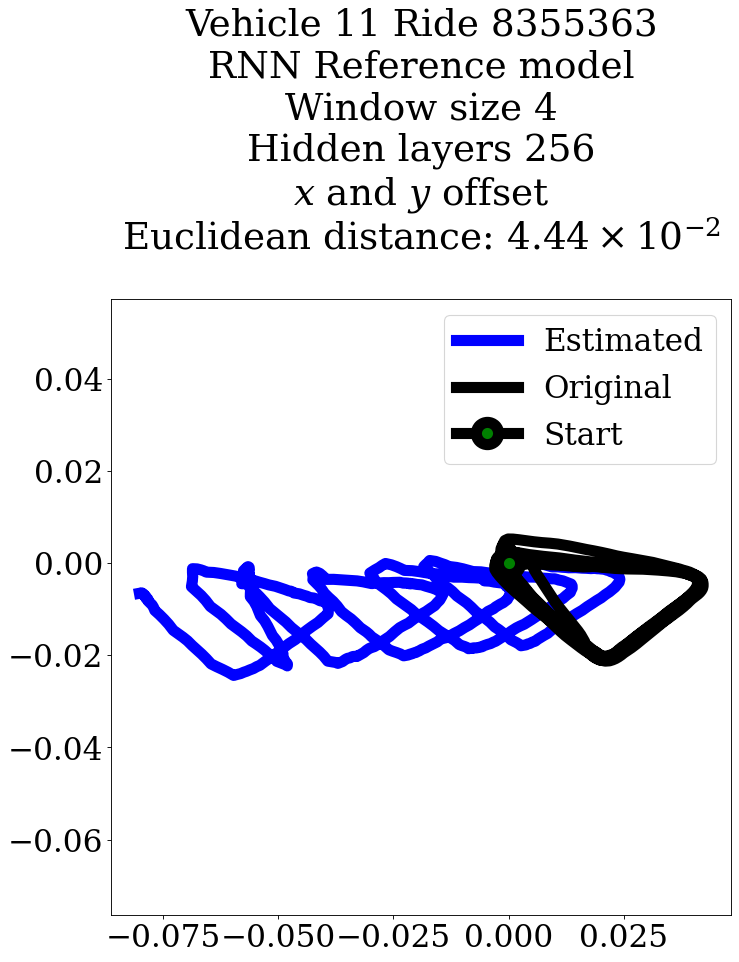 Vehicle 11 Ride 8355363
RNN Reference model
Window size 4
Hidden layers 256
x and y offset
Euclidean distance: 4.44 × 10⁻²
Estimated
Original
Start
0.04
0.02
0.00
−0.02
−0.04
−0.06
−0.075 −0.050 −0.025 0.000 0.025